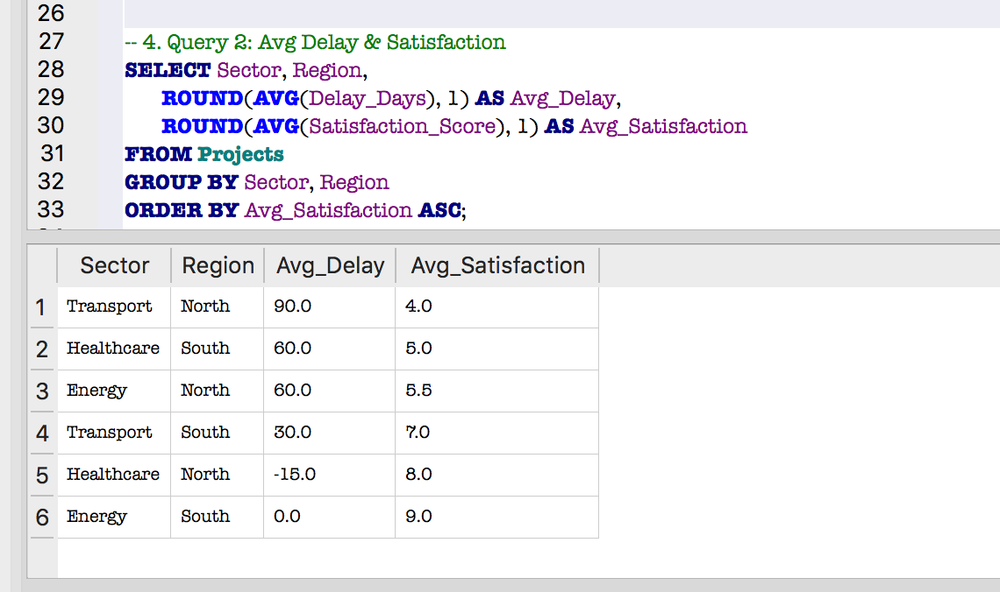 26
27 -- 4. Query 2: Avg Delay & Satisfaction
28 SELECT Sector, Region,
29 ROUND(AVG(Delay_Days), 1) AS Avg_Delay,
30 ROUND(AVG(Satisfaction_Score), 1) AS Avg_Satisfaction
31 FROM Projects
32 GROUP BY Sector, Region
33 ORDER BY Avg_Satisfaction ASC;
Sector Region Avg_Delay Avg_Satisfaction
1 Transport North 90.0 4.0
2 Healthcare South 60.0 5.0
3 Energy North 60.0 5.5
4 Transport South 30.0 7.0
5 Healthcare North -15.0 8.0
6 Energy South 0.0 9.0